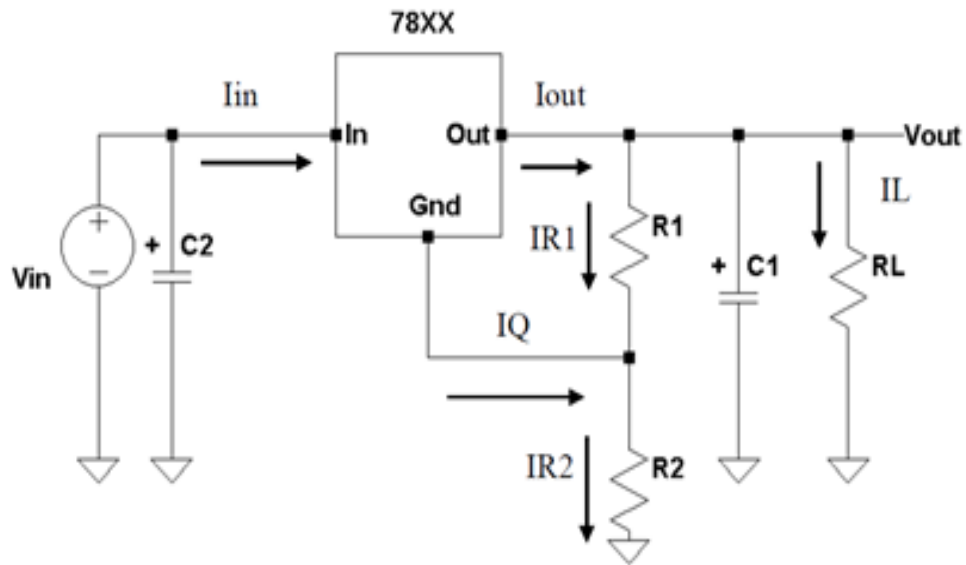 78XX
Iin
Iout
In
Out
Vout
Gnd
IL
IR1
R1
+
C2
+
C1
RL
Vin
IQ
IR2
R2